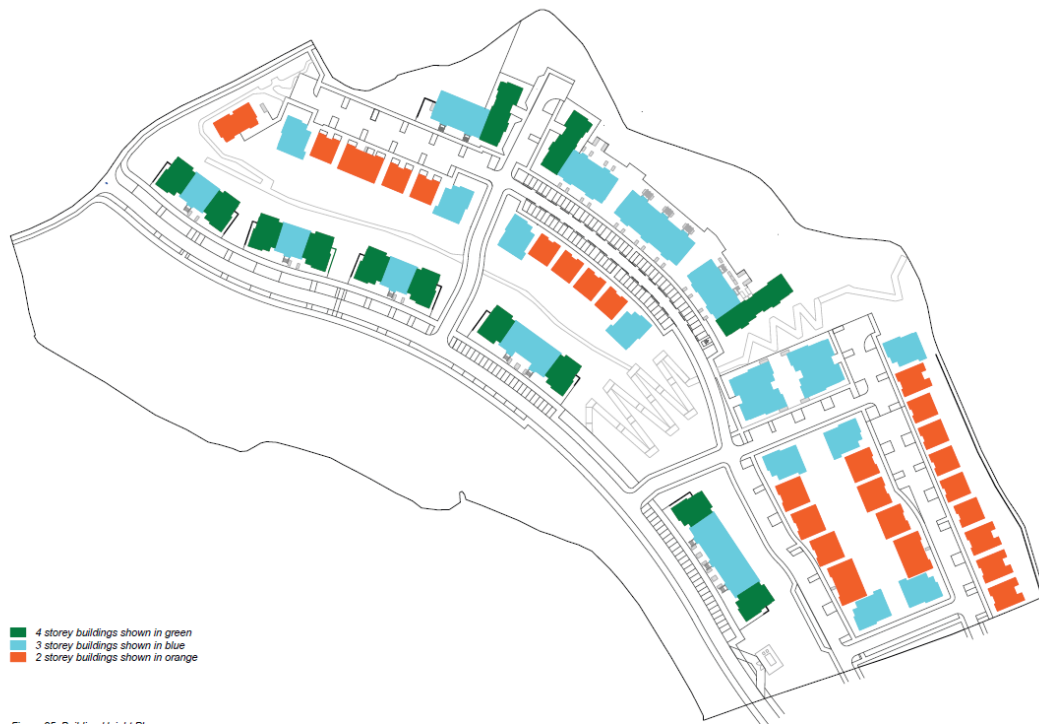 4 storey buildings shown in green
3 storey buildings shown in blue
2 storey buildings shown in orange